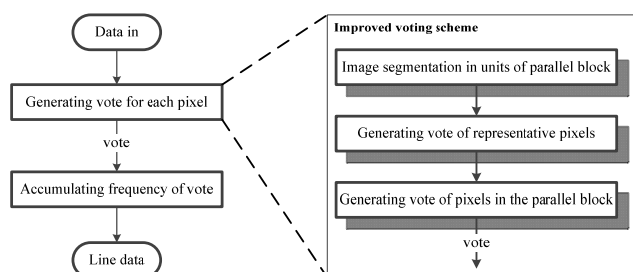 Data in
Generating vote for each pixel
vote
Accumulating frequency of vote
Line data
Improved voting scheme
Image segmentation in units of parallel block
Generating vote of representative pixels
Generating vote of pixels in the parallel block
vote